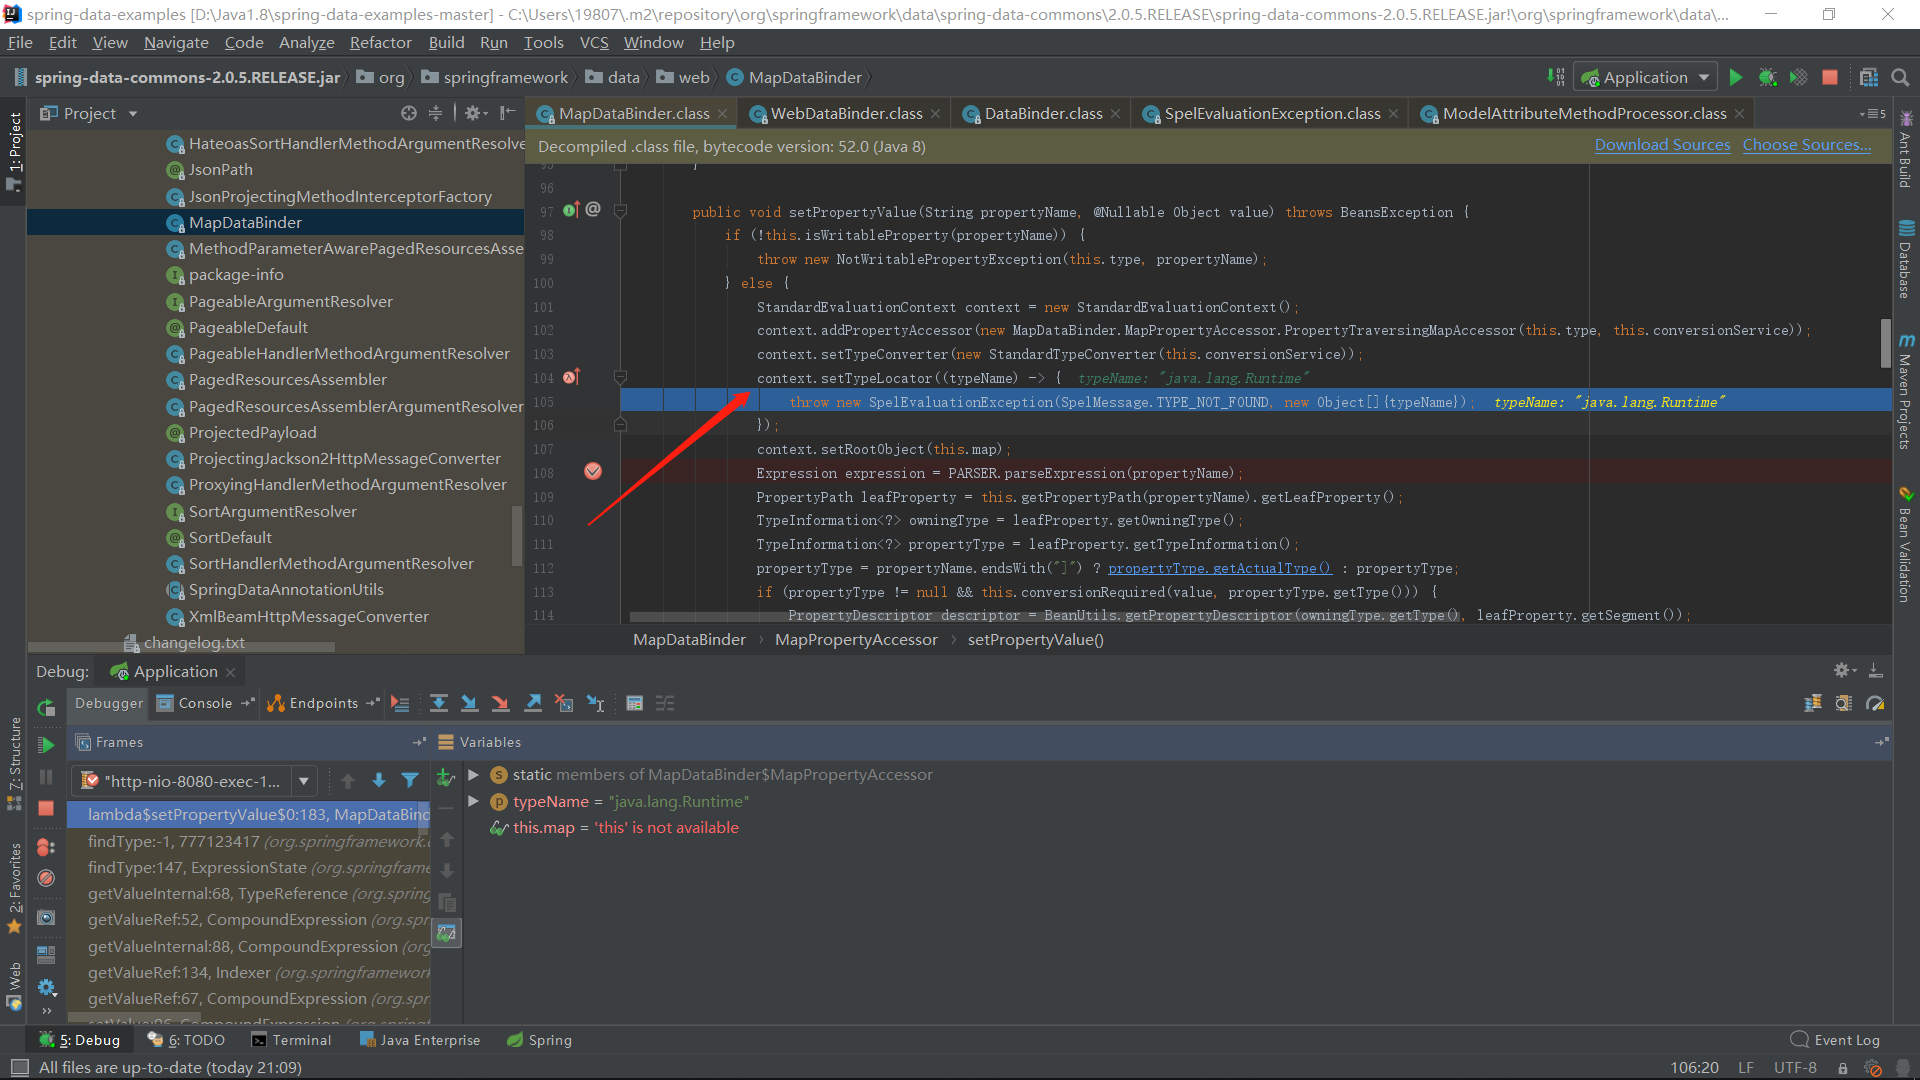 spring-data-examples [D:\Java1.8\spring-data-examples-master] - C:\Users\19807\.m2\repository\org\springframework\data\spring-data-commons\2.0.5.RELEASE\spring-data-commons-2.0.5.RELEASE.jar!\org\springframework\data\...
File Edit View Navigate Code Analyze Refactor Build Run Tools VCS Window Help
spring-data-commons-2.0.5.RELEASE.jar org springframework data web MapDataBinder
Application
Project
MapDataBinder.class WebDataBinder.class DataBinder.class SpelEvaluationException.class ModelAttributeMethodProcessor.class
5
Decompiled .class file, bytecode version: 52.0 (Java 8)
Download Sources Choose Sources...
1: Project
HateoasSortHandlerMethodArgumentResolve
JsonPath
JsonProjectingMethodInterceptorFactory
MapDataBinder
MethodParameterAwarePagedResourcesAsse
package-info
PageableArgumentResolver
PageableDefault
PageableHandlerMethodArgumentResolver
PagedResourcesAssembler
PagedResourcesAssemblerArgumentResolver
ProjectedPayload
ProjectingJackson2HttpMessageConverter
ProxyingHandlerMethodArgumentResolver
SortArgumentResolver
SortDefault
SortHandlerMethodArgumentResolver
SpringDataAnnotationUtils
XmlBeamHttpMessageConverter
changelog.txt
95 }
96
97 @ public void setPropertyValue(String propertyName, @Nullable Object value) throws BeansException {
98 if (!this.isWritableProperty(propertyName)) {
99 throw new NotWritablePropertyException(this.type, propertyName);
100 } else {
101 StandardEvaluationContext context = new StandardEvaluationContext();
102 context.addPropertyAccessor(new MapDataBinder.MapPropertyAccessor.PropertyTraversingMapAccessor(this.type, this.conversionService));
103 context.setTypeConverter(new StandardTypeConverter(this.conversionService));
104 context.setTypeLocator((typeName) -> { typeName: "java.lang.Runtime"
105 throw new SpelEvaluationException(SpelMessage.TYPE_NOT_FOUND, new Object[]{typeName}); typeName: "java.lang.Runtime"
106 });
107 context.setRootObject(this.map);
108 Expression expression = PARSER.parseExpression(propertyName);
109 PropertyPath leafProperty = this.getPropertyPath(propertyName).getLeafProperty();
110 TypeInformation<?> owningType = leafProperty.getOwningType();
111 TypeInformation<?> propertyType = leafProperty.getTypeInformation();
112 propertyType = propertyName.endsWith("]") ? propertyType.getActualType() : propertyType;
113 if (propertyType != null && this.conversionRequired(value, propertyType.getType())) {
114 PropertyDescriptor descriptor = BeanUtils.getPropertyDescriptor(owningType.getType(), leafProperty.getSegment());
MapDataBinder MapPropertyAccessor setPropertyValue()
Ant Build
Database
Maven Projects
Bean Validation
Debug: Application
Debugger Console Endpoints
Frames
Variables
"http-nio-8080-exec-1...
lambda$setPropertyValue$0:183, MapDataBind
findType:-1, 777123417 (org.springframework.
findType:147, ExpressionState (org.springframe
getValueInternal:68, TypeReference (org.spring
getValueRef:52, CompoundExpression (org.spr
getValueInternal:88, CompoundExpression (org
getValueRef:134, Indexer (org.springframework
getValueRef:67, CompoundExpression (org.spr
setValue:96, CompoundExpression (org.springf
static members of MapDataBinder$MapPropertyAccessor
typeName = "java.lang.Runtime"
this.map = 'this' is not available
7: Structure
2: Favorites
Web
5: Debug 6: TODO Terminal Java Enterprise Spring
Event Log
All files are up-to-date (today 21:09)
106:20 LF UTF-8